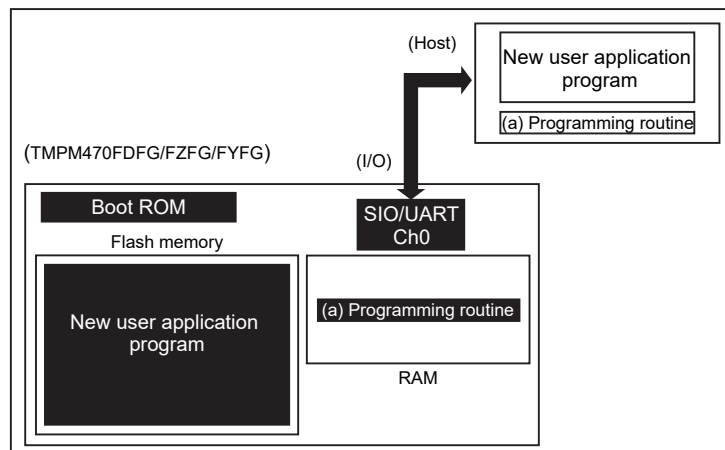 (Host)
New user application
program
(a) Programming routine
(TMPM470FDFG/FZFG/FYFG)
(I/O)
Boot ROM
SIO/UART
Ch0
Flash memory
New user application
program
(a) Programming routine
RAM